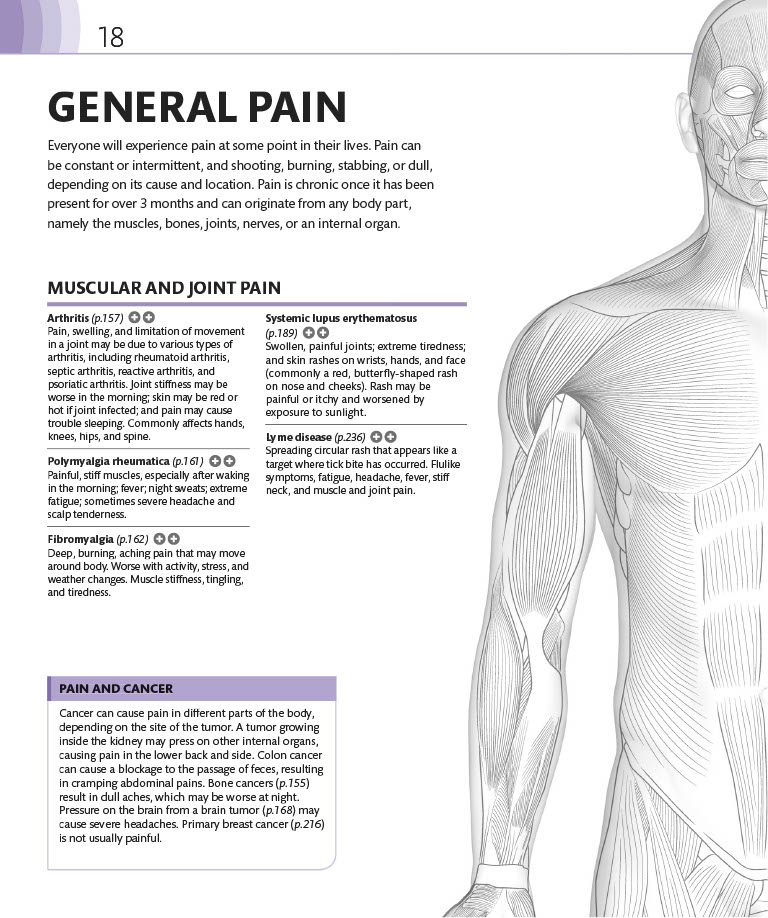 18
GENERAL PAIN
Everyone will experience pain at some point in their lives. Pain can
be constant or intermittent, and shooting, burning, stabbing, or dull,
depending on its cause and location. Pain is chronic once it has been
present for over 3 months and can originate from any body part,
namely the muscles, bones, joints, nerves, or an internal organ.
MUSCULAR AND JOINT PAIN
Arthritis (p.157)
Pain, swelling, and limitation of movement
in a joint may be due to various types of
arthritis, including rheumatoid arthritis,
septic arthritis, reactive arthritis, and
psoriatic arthritis. Joint stiffness may be
worse in the morning; skin may be red or
hot if joint infected; and pain may cause
trouble sleeping. Commonly affects hands,
knees, hips, and spine.
Polymyalgia rheumatica (p.161)
Painful, stiff muscles, especially after waking
in the morning; fever; night sweats; extreme
fatigue; sometimes severe headache and
scalp tenderness.
Fibromyalgia (p.162)
Deep, burning, aching pain that may move
around body. Worse with activity, stress, and
weather changes. Muscle stiffness, tingling,
and tiredness.
Systemic lupus erythematosus
(p.189)
Swollen, painful joints; extreme tiredness;
and skin rashes on wrists, hands, and face
(commonly a red, butterfly-shaped rash
on nose and cheeks). Rash may be
painful or itchy and worsened by
exposure to sunlight.
Lyme disease (p.236)
Spreading circular rash that appears like a
target where tick bite has occurred. Flulike
symptoms, fatigue, headache, fever, stiff
neck, and muscle and joint pain.
PAIN AND CANCER
Cancer can cause pain in different parts of the body,
depending on the site of the tumor. A tumor growing
inside the kidney may press on other internal organs,
causing pain in the lower back and side. Colon cancer
can cause a blockage to the passage of feces, resulting
in cramping abdominal pains. Bone cancers (p.155)
result in dull aches, which may be worse at night.
Pressure on the brain from a brain tumor (p.168) may
cause severe headaches. Primary breast cancer (p.216)
is not usually painful.